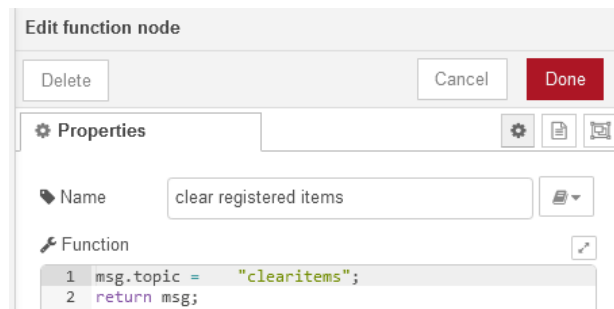 Edit function node
Delete Cancel Done
Properties
Name clear registered items
Function
1 msg.topic =    "clearitems";
2 return msg;